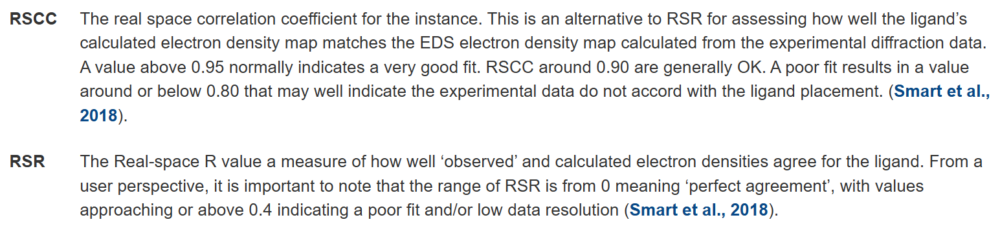 RSCC The real space correlation coefficient for the instance. This is an alternative to RSR for assessing how well the ligand’s
calculated electron density map matches the EDS electron density map calculated from the experimental diffraction data.
A value above 0.95 normally indicates a very good fit. RSCC around 0.90 are generally OK. A poor fit results in a value
around or below 0.80 that may well indicate the experimental data do not accord with the ligand placement. (Smart et al.,
2018).
RSR The Real-space R value a measure of how well ‘observed’ and calculated electron densities agree for the ligand. From a
user perspective, it is important to note that the range of RSR is from 0 meaning ‘perfect agreement’, with values
approaching or above 0.4 indicating a poor fit and/or low data resolution (Smart et al., 2018).